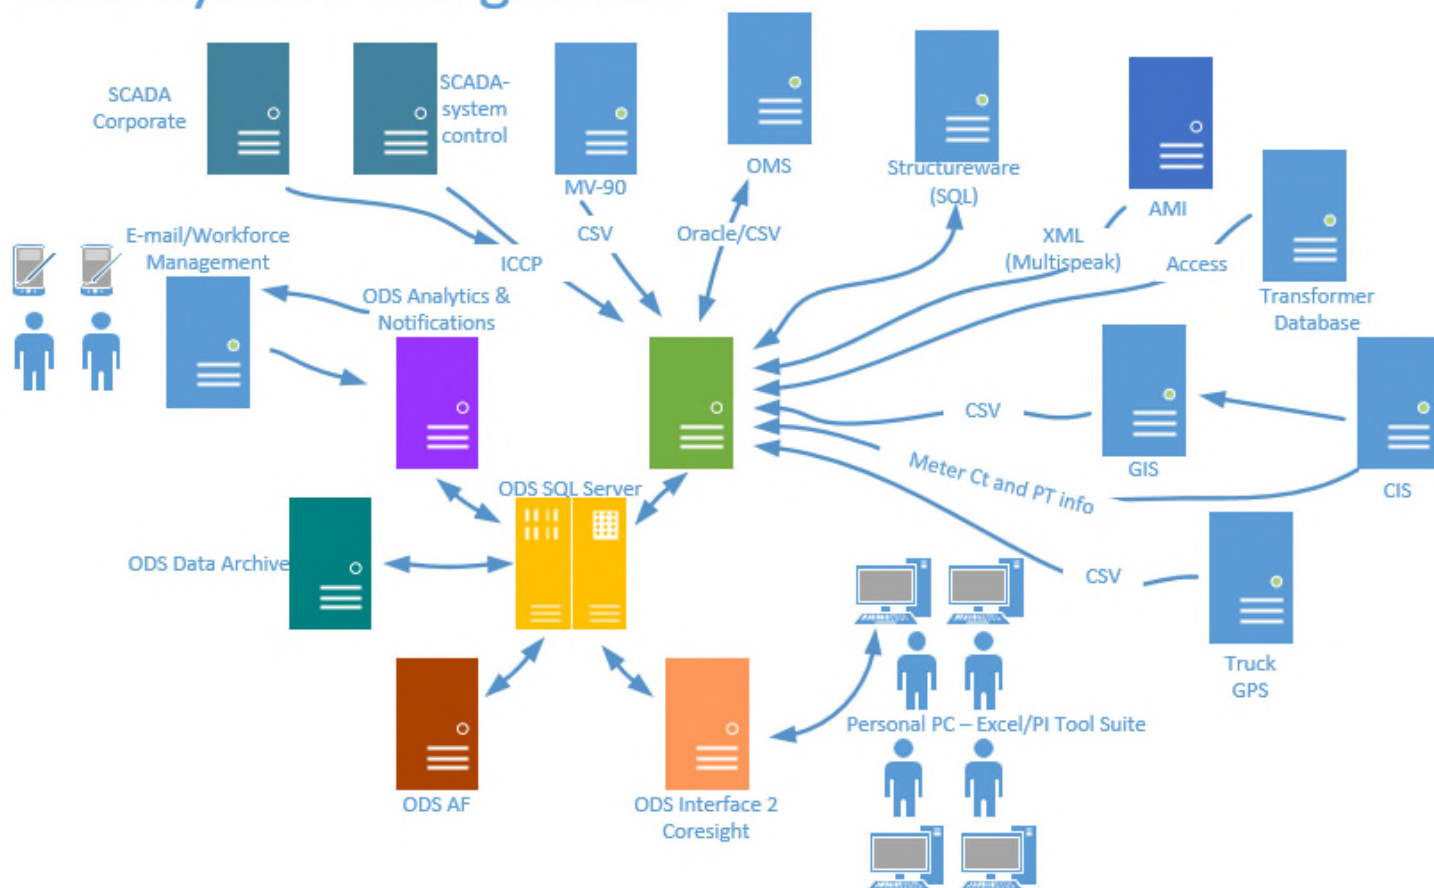 SCADA
Corporate
SCADA-
system
control
MV-90
OMS
Structureware
(SQL)
AMI
E-mail/Workforce
Management
ICCP
CSV
Oracle/CSV
XML
(Multispeak)
Access
Transformer
Database
ODS Analytics &
Notifications
CSV
GIS
CIS
Meter Ct and PT info
ODS SQL Server
ODS Data Archive
CSV
Truck
GPS
Personal PC – Excel/PI Tool Suite
ODS AF
ODS Interface 2
Coresight